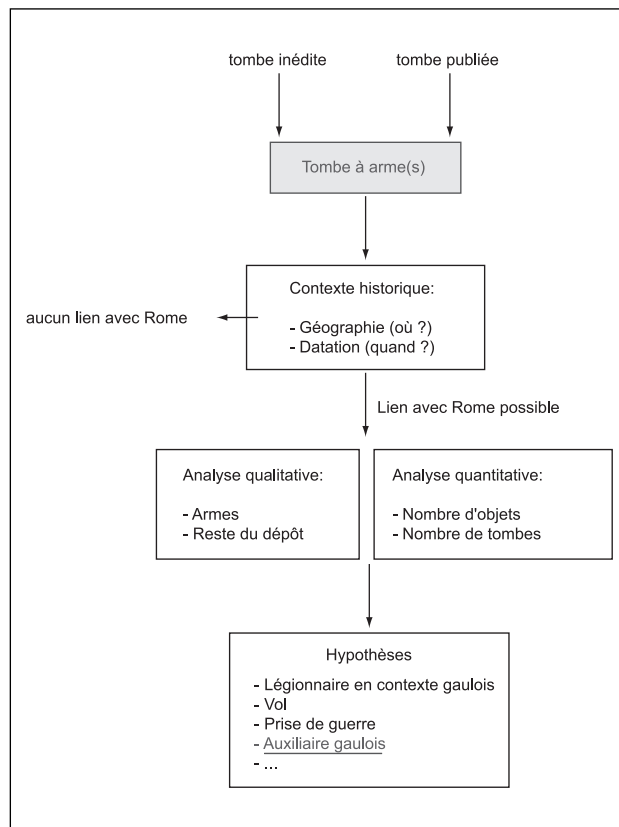 tombe inédite
tombe publiée
Tombe à arme(s)
Contexte historique:
- Géographie (où ?)
- Datation (quand ?)
aucun lien avec Rome
Lien avec Rome possible
Analyse qualitative:
- Armes
- Reste du dépôt
Analyse quantitative:
- Nombre d'objets
- Nombre de tombes
Hypothèses
- Légionnaire en contexte gaulois
- Vol
- Prise de guerre
- Auxiliaire gaulois
- ...